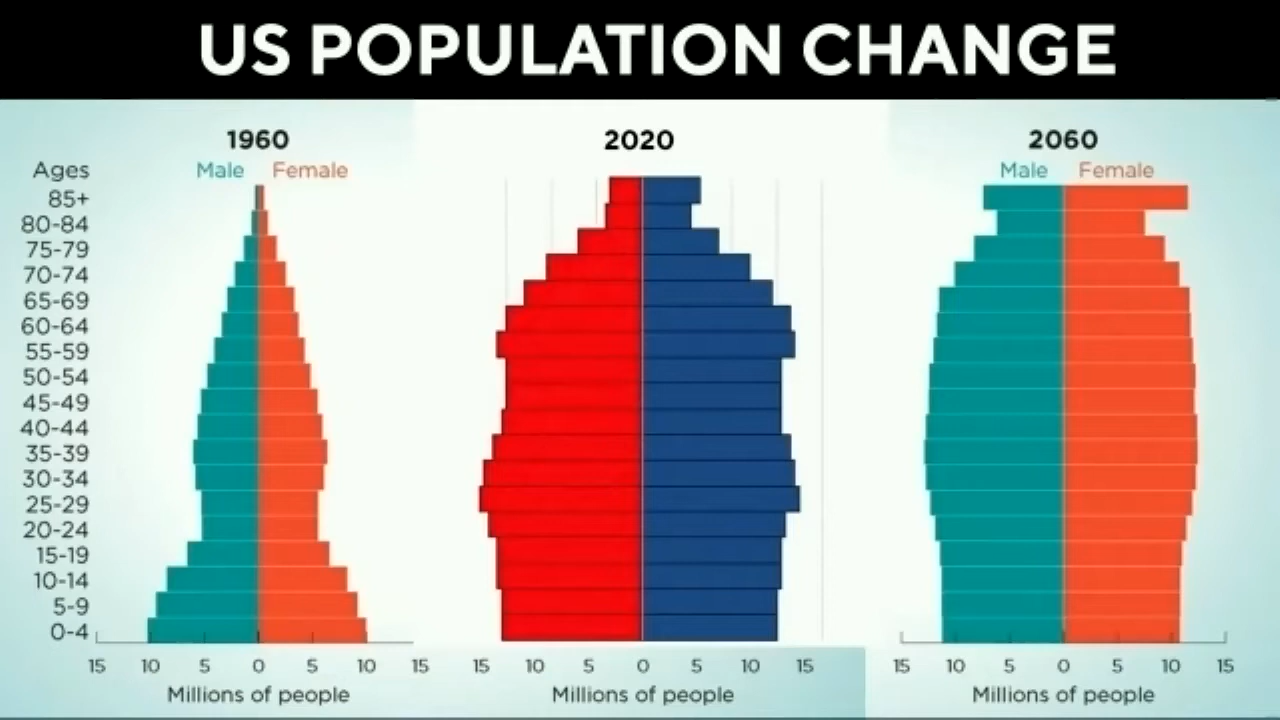 US POPULATION CHANGE
1960
2020
2060
Ages
Male Female
Male Female
85+
80-84
75-79
70-74
65-69
60-64
55-59
50-54
45-49
40-44
35-39
30-34
25-29
20-24
15-19
10-14
5-9
0-4
15 10 5 0 5 10 15
15 10 5 0 5 10 15
15 10 5 0 5 10 15
Millions of people
Millions of people
Millions of people